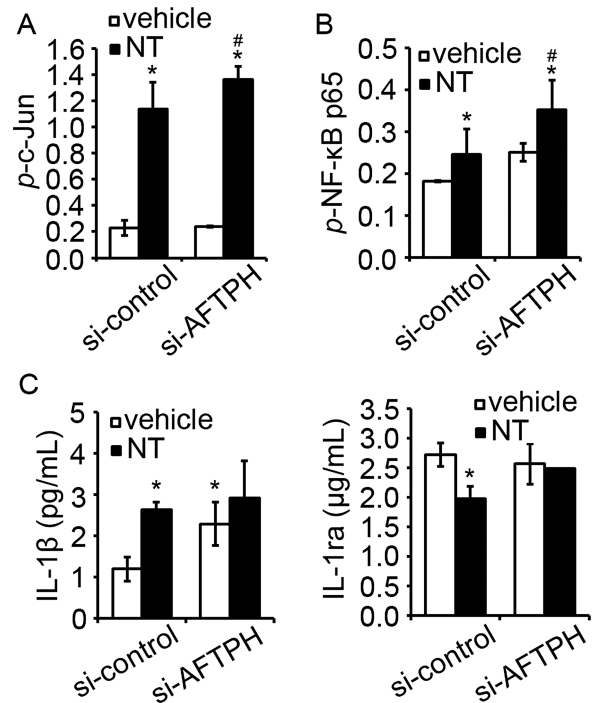 A
vehicle
NT
p-c-Jun
1.6
1.4
1.2
1.0
0.8
0.6
0.4
0.2
0.0
*
#
*
si-control
si-AFTPH
B
vehicle
NT
p-NF-κB p65
0.5
0.4
0.3
0.2
0.1
0.0
*
#
*
si-control
si-AFTPH
C
vehicle
NT
IL-1β (pg/mL)
5
4
3
2
1
0
*
*
si-control
si-AFTPH
vehicle
NT
IL-1ra (μg/mL)
3.5
3.0
2.5
2.0
1.5
1.0
0.5
0.0
*
si-control
si-AFTPH